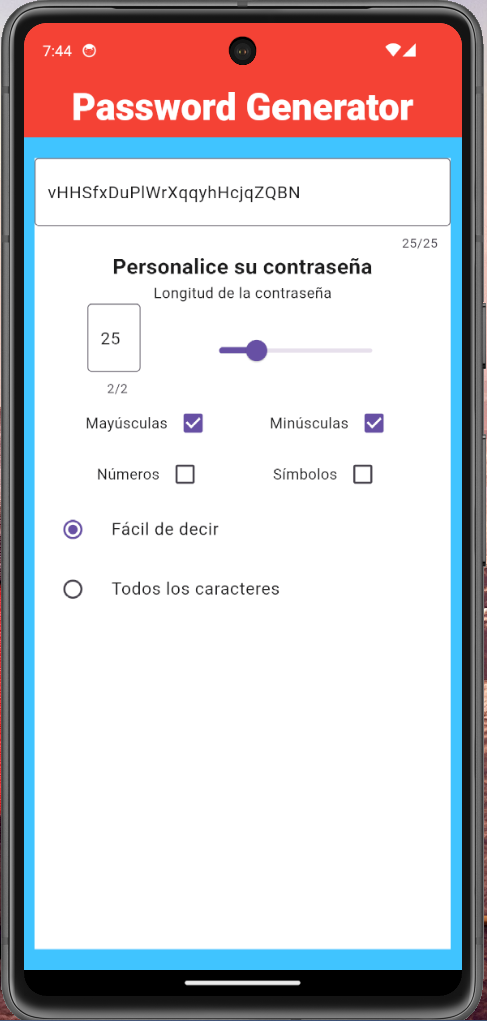 7:44
Password Generator
vHHSfxDuPlWrXqqyhHcjqZQBN
25/25
Personalice su contraseña
Longitud de la contraseña
25
2/2
Mayúsculas Minúsculas
Números Símbolos
Fácil de decir
Todos los caracteres